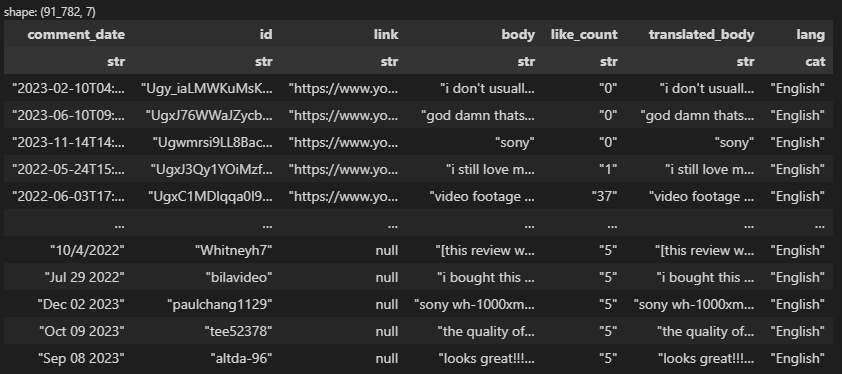 shape: (91_782, 7)
comment_date id link body like_count translated_body lang
str str str str str str cat
"2023-02-10T04:... "Ugy_iaLMWKuMsK... "https://www.yo... "i don't usuall... "0" "i don't usuall... "English"
"2023-06-10T09:... "UgxJ76WWaJZycb... "https://www.yo... "god damn thats... "0" "god damn thats... "English"
"2023-11-14T14:... "Ugwmrsi9LL8Bac... "https://www.yo... "sony" "0" "sony" "English"
"2022-05-24T15:... "UgxJ3Qy1YOiMzf... "https://www.yo... "i still love m... "1" "i still love m... "English"
"2022-06-03T17:... "UgxC1MDlqqa0I9... "https://www.yo... "video footage ... "37" "video footage ... "English"
... ... ... ... ... ... ...
"10/4/2022" "Whitneyh7" null "[this review w... "5" "[this review w... "English"
"Jul 29 2022" "bilavideo" null "i bought this ... "5" "i bought this ... "English"
"Dec 02 2023" "paulchang1129" null "sony wh-1000xm... "5" "sony wh-1000xm... "English"
"Oct 09 2023" "tee52378" null "the quality of... "5" "the quality of... "English"
"Sep 08 2023" "altda-96" null "looks great!!!... "5" "looks great!!!... "English"